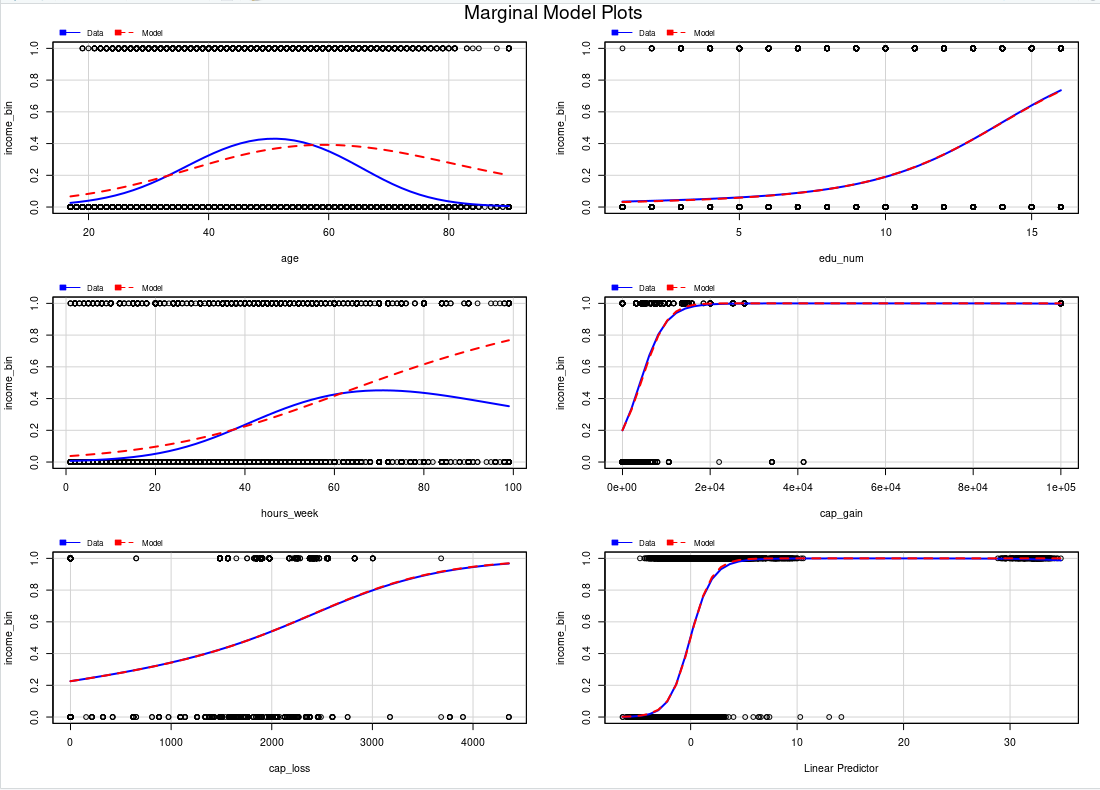 Marginal Model Plots
Data Model
income_bin
0.0 0.2 0.4 0.6 0.8 1.0
20 40 60 80
age
Data Model
income_bin
0.0 0.2 0.4 0.6 0.8 1.0
5 10 15
edu_num
Data Model
income_bin
0.0 0.2 0.4 0.6 0.8 1.0
0 20 40 60 80 100
hours_week
Data Model
income_bin
0.0 0.2 0.4 0.6 0.8 1.0
0e+00 2e+04 4e+04 6e+04 8e+04 1e+05
cap_gain
Data Model
income_bin
0.0 0.2 0.4 0.6 0.8 1.0
0 1000 2000 3000 4000
cap_loss
Data Model
income_bin
0.0 0.2 0.4 0.6 0.8 1.0
0 10 20 30
Linear Predictor